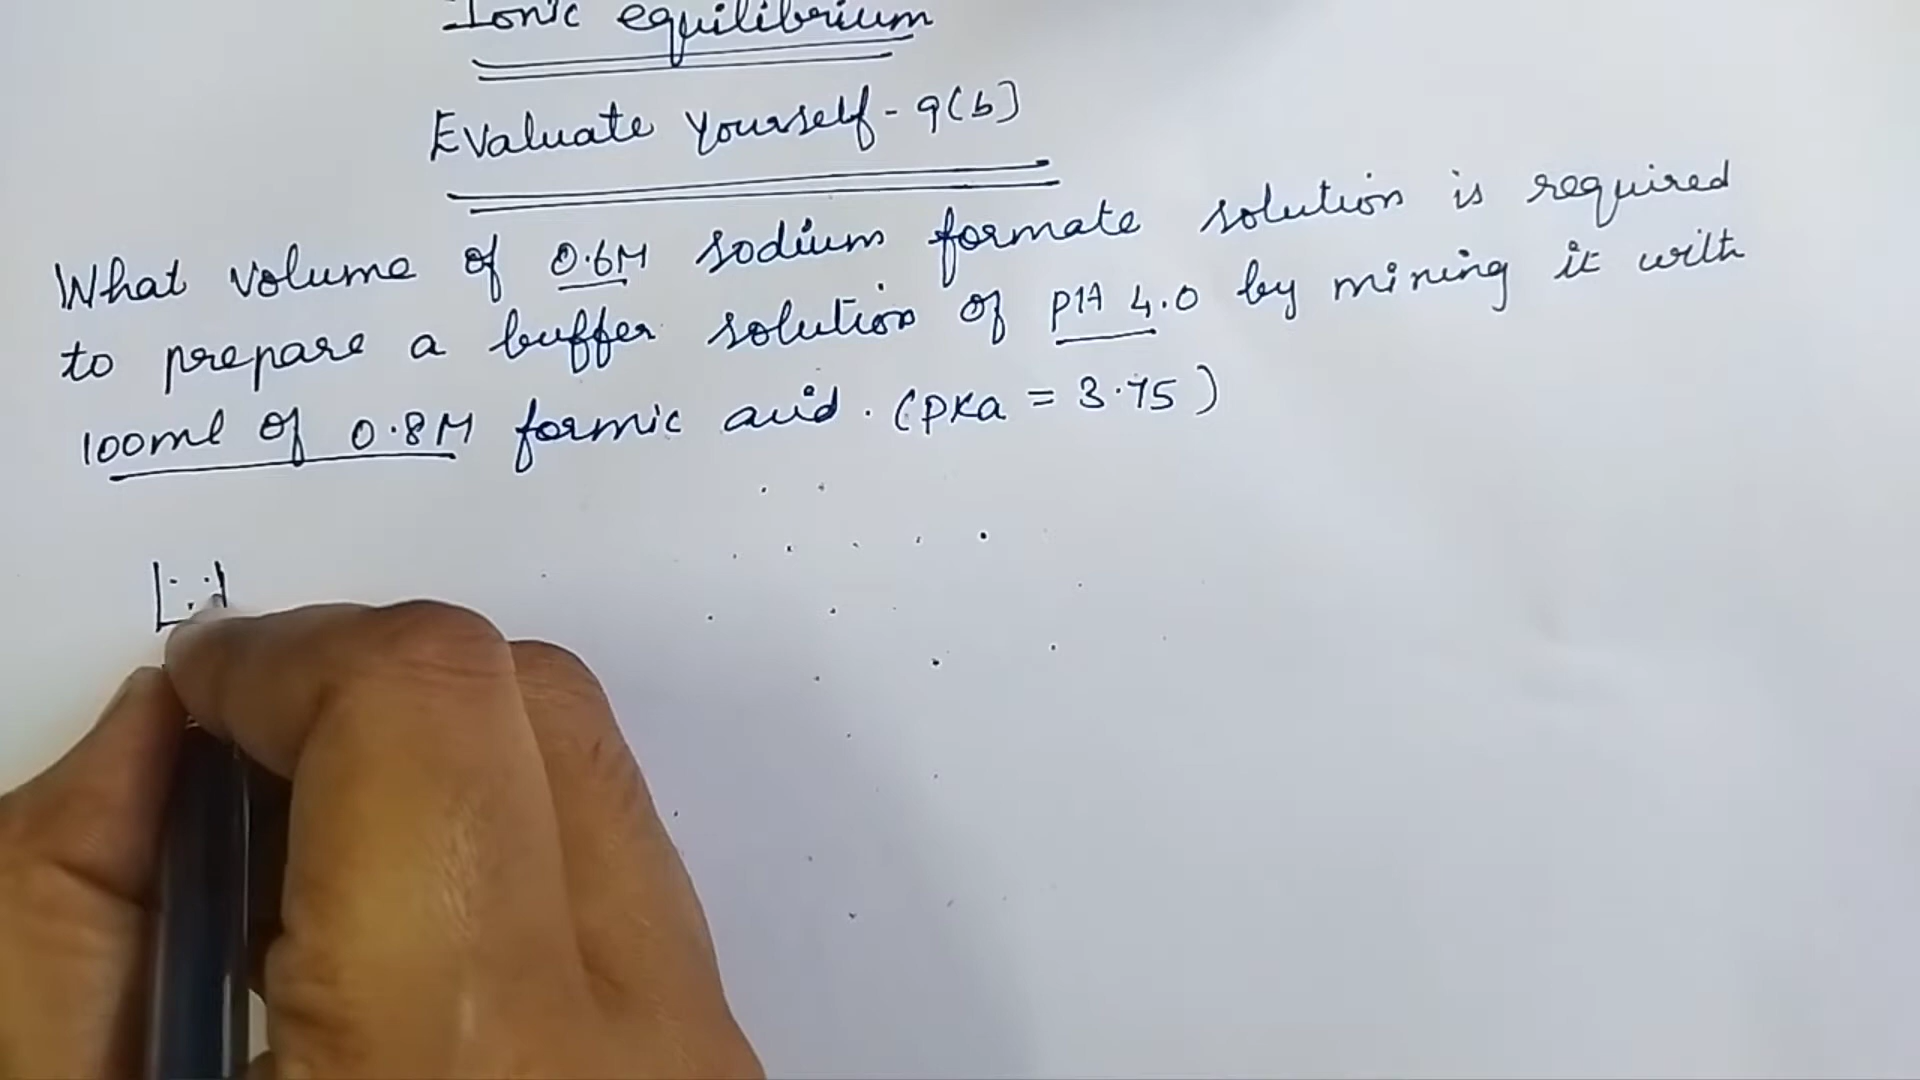 Ionic equilibrium
Evaluate yourself - 9(b)
What volume of 0.6M sodium formate solution is required
to prepare a buffer solution of pH 4.0 by mixing it with
100ml of 0.8M formic acid. (pKa = 3.75)